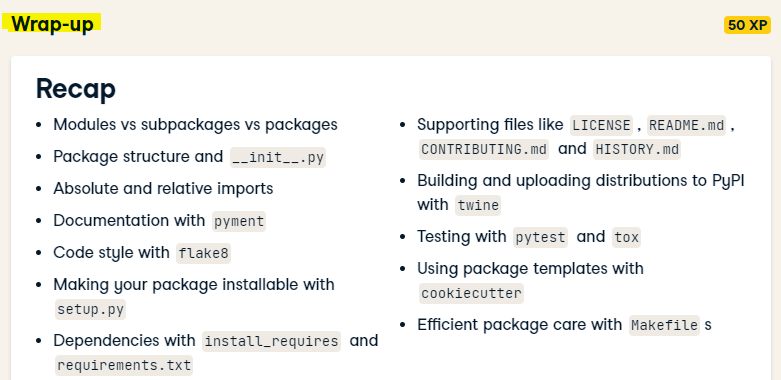 Wrap-up
50 XP
Recap
Modules vs subpackages vs packages
Package structure and __init__.py
Absolute and relative imports
Documentation with pyment
Code style with flake8
Making your package installable with
setup.py
Dependencies with install_requires and
requirements.txt
Supporting files like LICENSE , README.md ,
CONTRIBUTING.md and HISTORY.md
Building and uploading distributions to PyPI
with twine
Testing with pytest and tox
Using package templates with
cookiecutter
Efficient package care with Makefile s